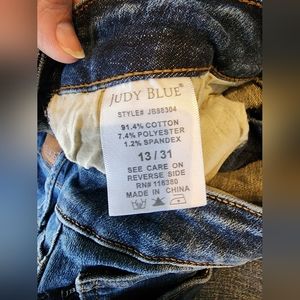 JUDY BLUE
STYLE# JB88304
91.4% COTTON
7.4% POLYESTER
1.2% SPANDEX
13 / 31
SEE CARE ON
REVERSE SIDE
RN# 116380
MADE IN CHINA